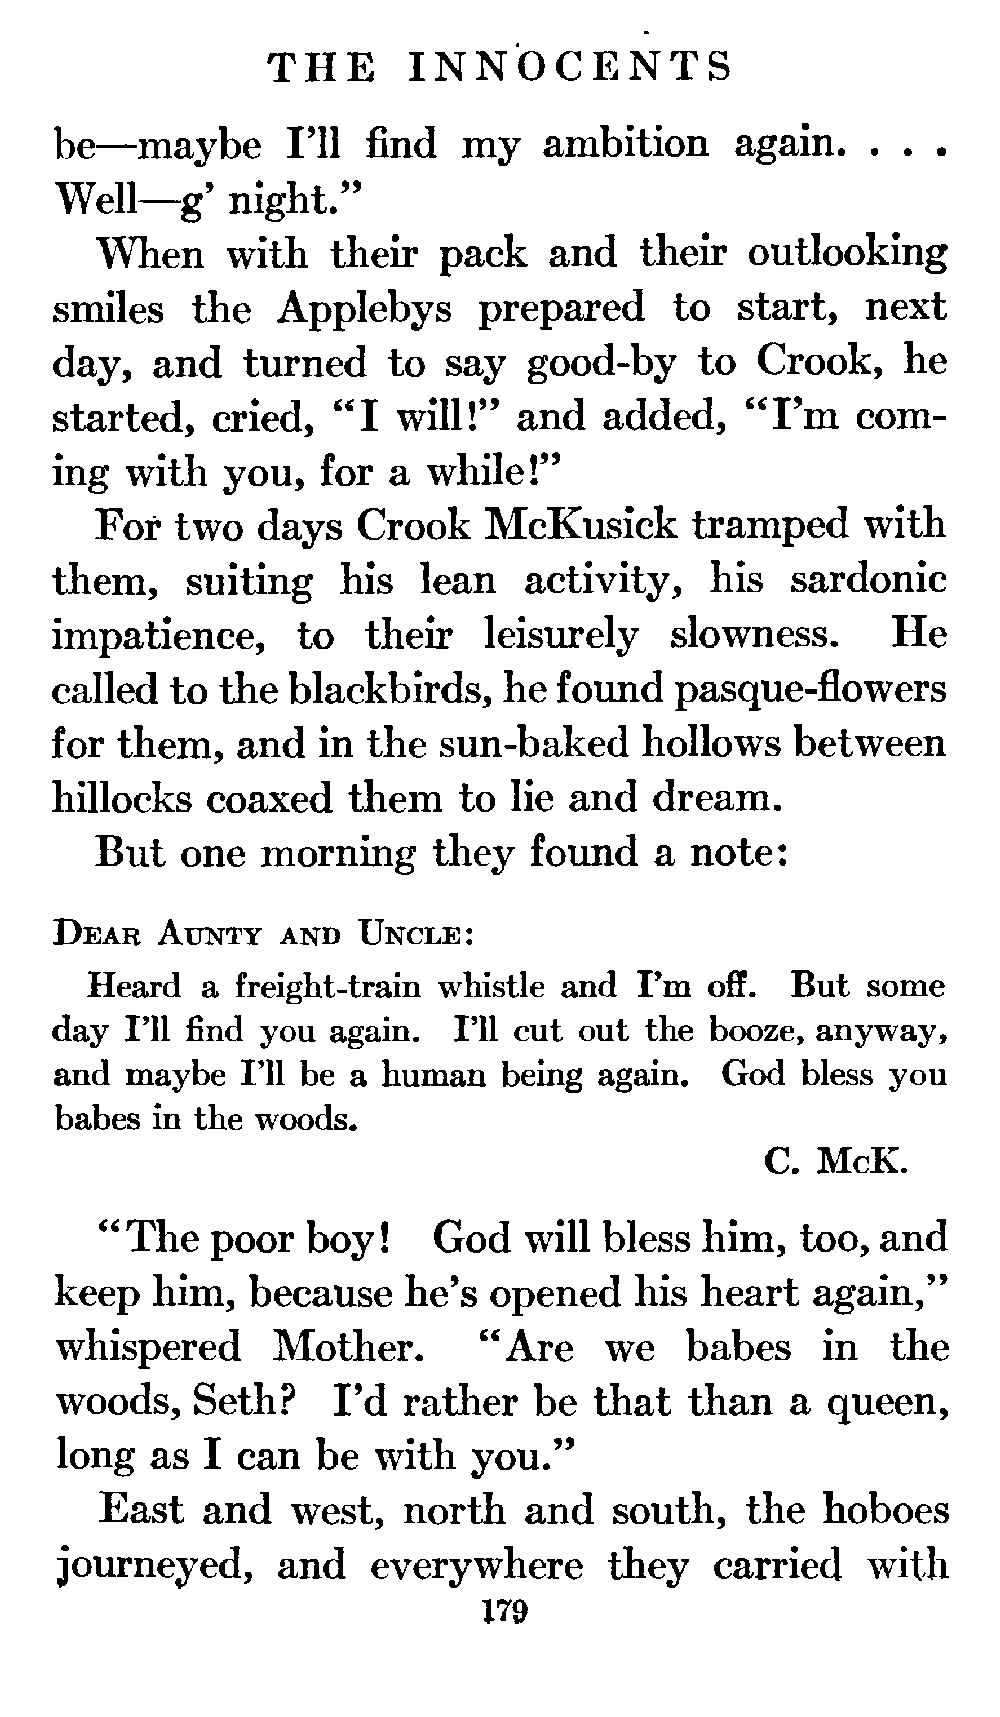 THE INNOCENTS
be—maybe I'll find my ambition again. . . .
Well—g' night."
When with their pack and their outlooking
smiles the Applebys prepared to start, next
day, and turned to say good-by to Crook, he
started, cried, "I will!" and added, "I'm com-
ing with you, for a while!"
For two days Crook McKusick tramped with
them, suiting his lean activity, his sardonic
impatience, to their leisurely slowness. He
called to the blackbirds, he found pasque-flowers
for them, and in the sun-baked hollows between
hillocks coaxed them to lie and dream.
But one morning they found a note:
DEAR AUNTY AND UNCLE:
Heard a freight-train whistle and I'm off. But some
day I'll find you again. I'll cut out the booze, anyway,
and maybe I'll be a human being again. God bless you
babes in the woods.
C. McK.
"The poor boy! God will bless him, too, and
keep him, because he's opened his heart again,"
whispered Mother. "Are we babes in the
woods, Seth? I'd rather be that than a queen,
long as I can be with you."
East and west, north and south, the hoboes
journeyed, and everywhere they carried with
179